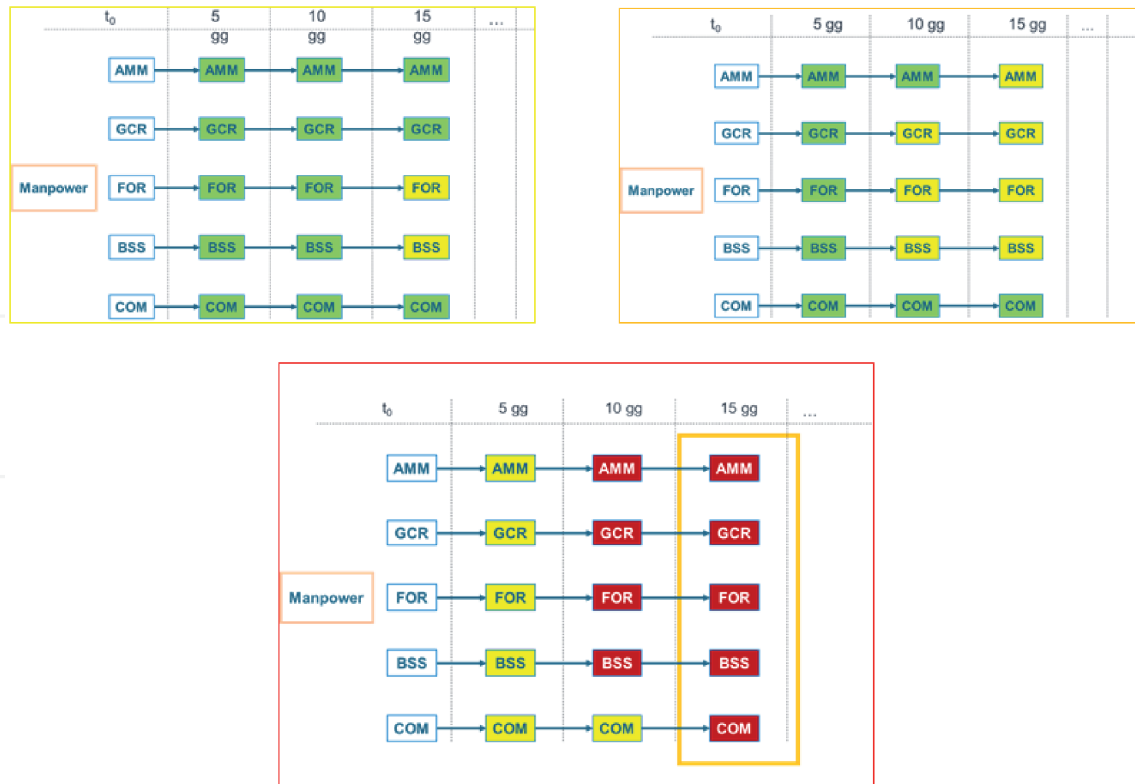 t0 5 10 15 ...
gg gg gg
AMM AMM AMM AMM
GCR GCR GCR GCR
Manpower FOR FOR FOR FOR
BSS BSS BSS BSS
COM COM COM COM
t0 5 gg 10 gg 15 gg ...
AMM AMM AMM AMM
GCR GCR GCR GCR
Manpower FOR FOR FOR FOR
BSS BSS BSS BSS
COM COM COM COM
t0 5 gg 10 gg 15 gg ...
AMM AMM AMM AMM
GCR GCR GCR GCR
Manpower FOR FOR FOR FOR
BSS BSS BSS BSS
COM COM COM COM